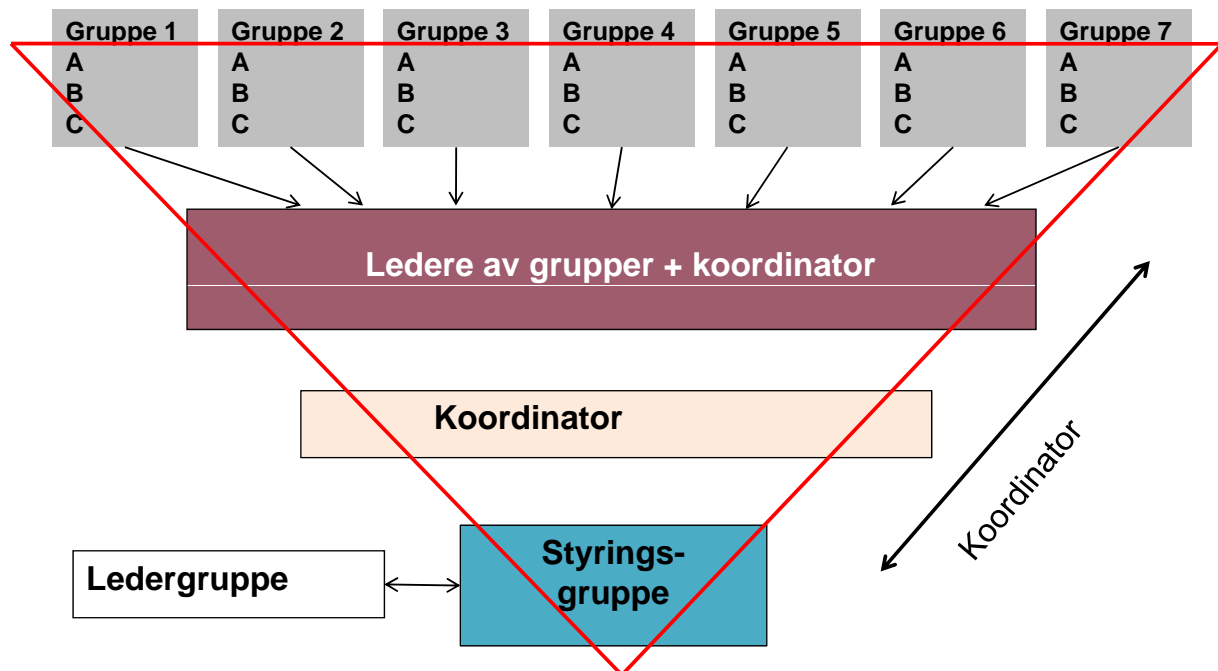 Gruppe 1
A
B
C
Gruppe 2
A
B
C
Gruppe 3
A
B
C
Gruppe 4
A
B
C
Gruppe 5
A
B
C
Gruppe 6
A
B
C
Gruppe 7
A
B
C
Ledere av grupper + koordinator
Koordinator
Koordinator
Ledergruppe
Styrings-
gruppe